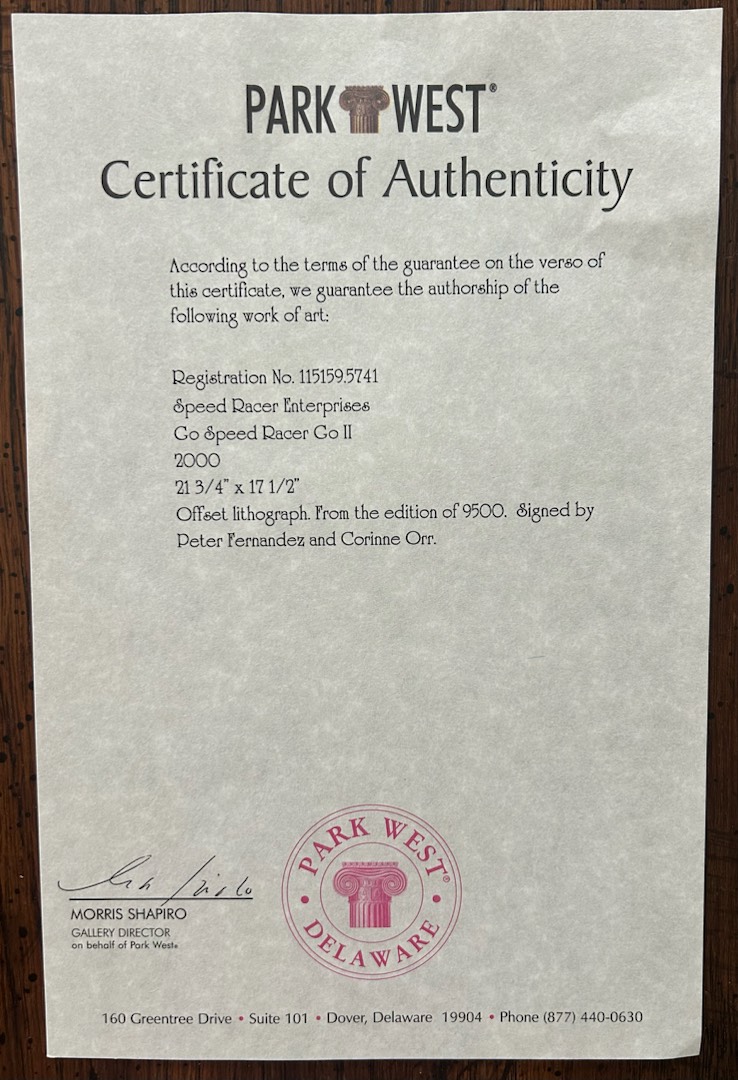 PARK WEST®
Certificate of Authenticity
According to the terms of the guarantee on the verso of
this certificate, we guarantee the authorship of the
following work of art:
Registration No. 115159.5741
Speed Racer Enterprises
Go Speed Racer Go II
2000
21 3/4" x 17 1/2"
Offset lithograph. From the edition of 9500. Signed by
Peter Fernandez and Corinne Orr.
MORRIS SHAPIRO
GALLERY DIRECTOR
on behalf of Park West®
PARK WEST®
• DELAWARE •
160 Greentree Drive • Suite 101 • Dover, Delaware 19904 • Phone (877) 440-0630